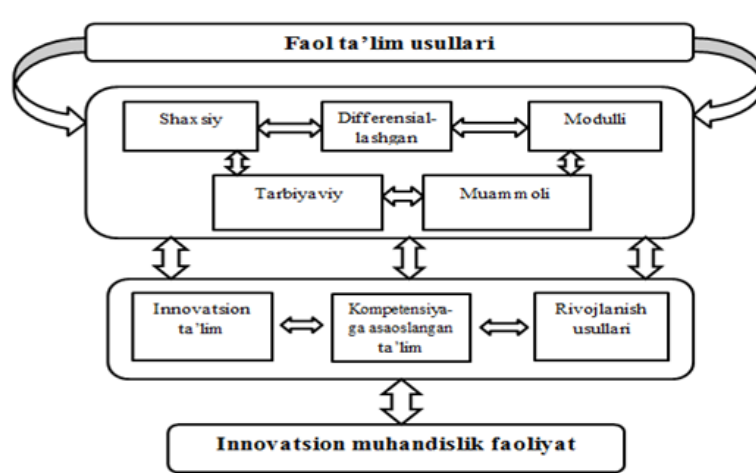 Faol ta’lim usullari
Shaxsiy
Differensial-
lashgan
Modulli
Tarbiyaviy
Muammoli
Innovatsion
ta’lim
Kompetensiya-
ga asaoslangan
ta’lim
Rivojlanish
usullari
Innovatsion muhandislik faoliyat